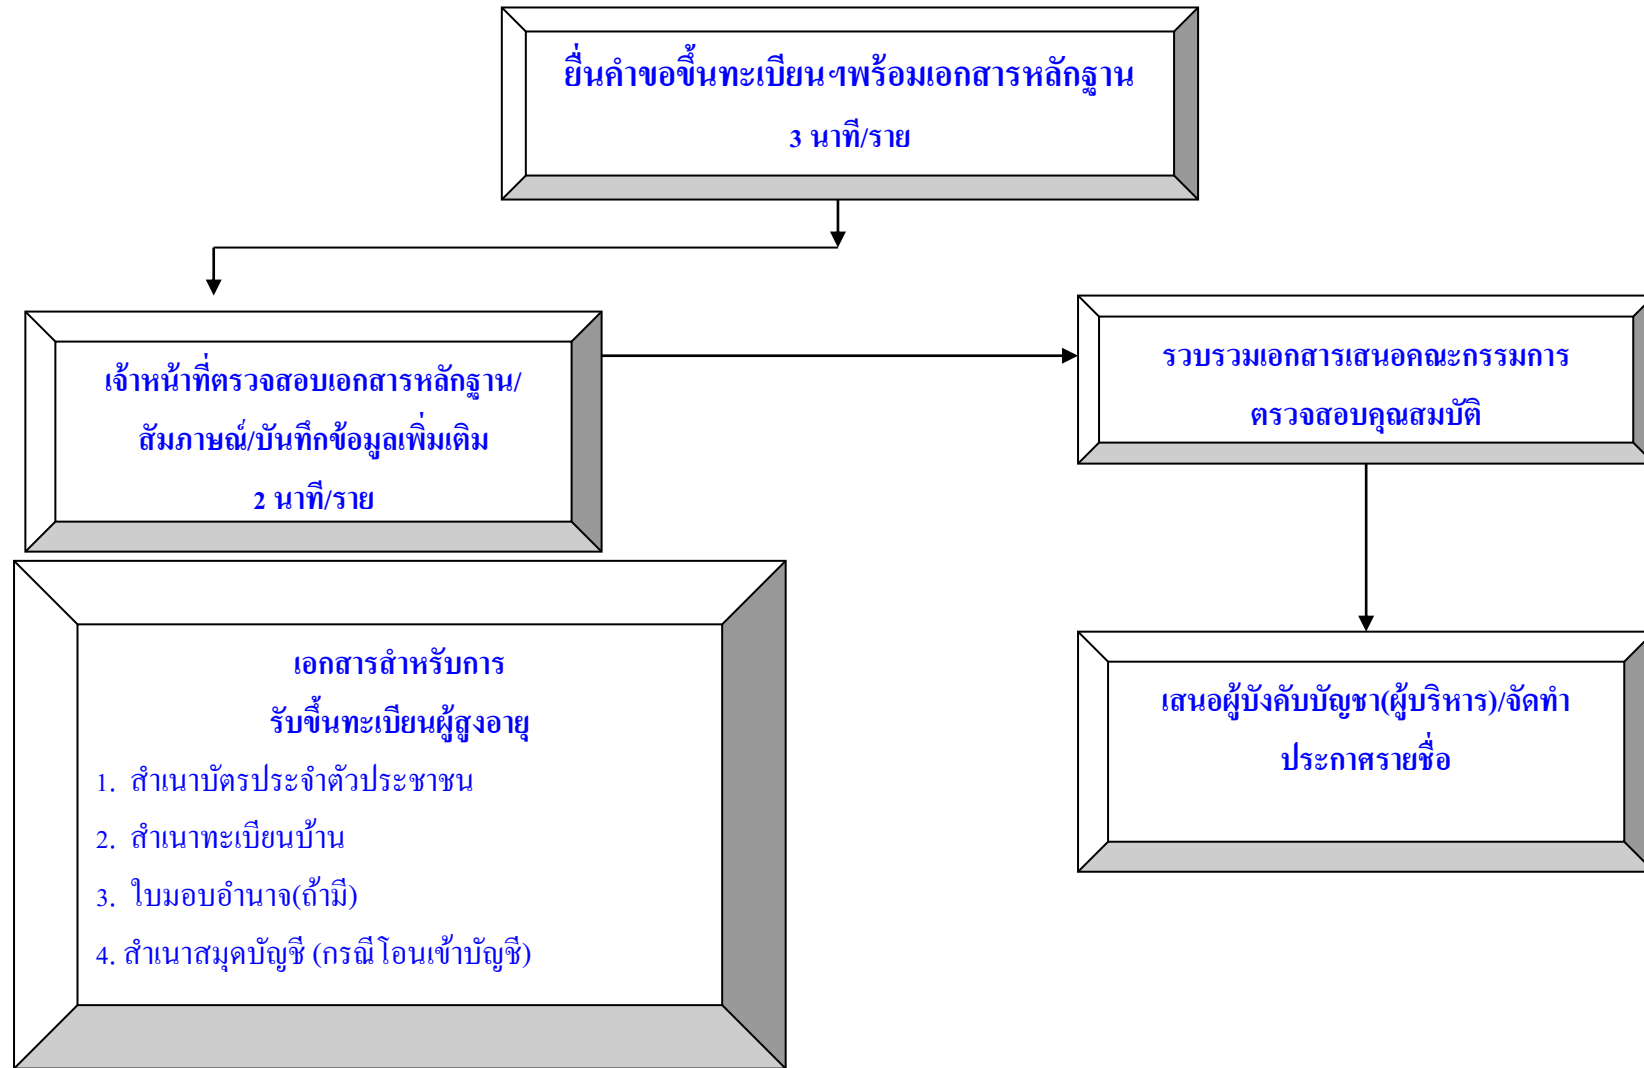 ยื่นคำขอขึ้นทะเบียนฯพร้อมเอกสารหลักฐาน
3 นาที/ราย
เจ้าหน้าที่ตรวจสอบเอกสารหลักฐาน/
สัมภาษณ์/บันทึกข้อมูลเพิ่มเติม
2 นาที/ราย
รวบรวมเอกสารเสนอคณะกรรมการ
ตรวจสอบคุณสมบัติ
เสนอผู้บังคับบัญชา(ผู้บริหาร)/จัดทำ
ประกาศรายชื่อ
เอกสารสำหรับการ
รับขึ้นทะเบียนผู้สูงอายุ
1. สำเนาบัตรประจำตัวประชาชน
2. สำเนาทะเบียนบ้าน
3. ใบมอบอำนาจ(ถ้ามี)
4. สำเนาสมุดบัญชี (กรณีโอนเข้าบัญชี)